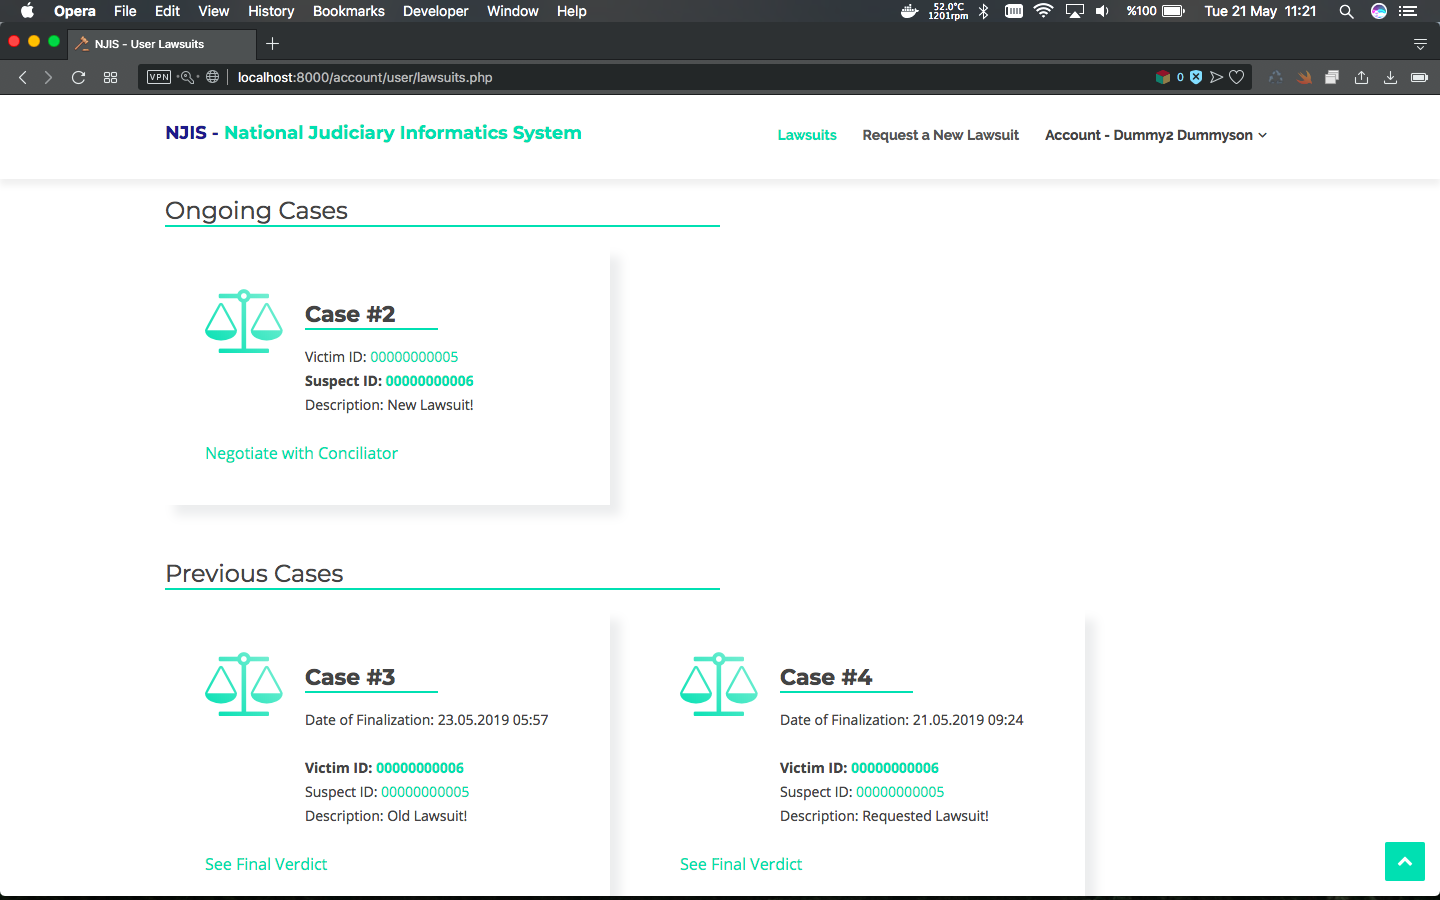 Opera File Edit View History Bookmarks Developer Window Help 52.0°C 1201rpm %100 Tue 21 May 11:21
NJIS - User Lawsuits
VPN localhost:8000/account/user/lawsuits.php 0
NJIS - National Judiciary Informatics System Lawsuits Request a New Lawsuit Account - Dummy2 Dummyson
Ongoing Cases
Case #2
Victim ID: 00000000005
Suspect ID: 00000000006
Description: New Lawsuit!
Negotiate with Conciliator
Previous Cases
Case #3
Date of Finalization: 23.05.2019 05:57
Victim ID: 00000000006
Suspect ID: 00000000005
Description: Old Lawsuit!
See Final Verdict
Case #4
Date of Finalization: 21.05.2019 09:24
Victim ID: 00000000006
Suspect ID: 00000000005
Description: Requested Lawsuit!
See Final Verdict